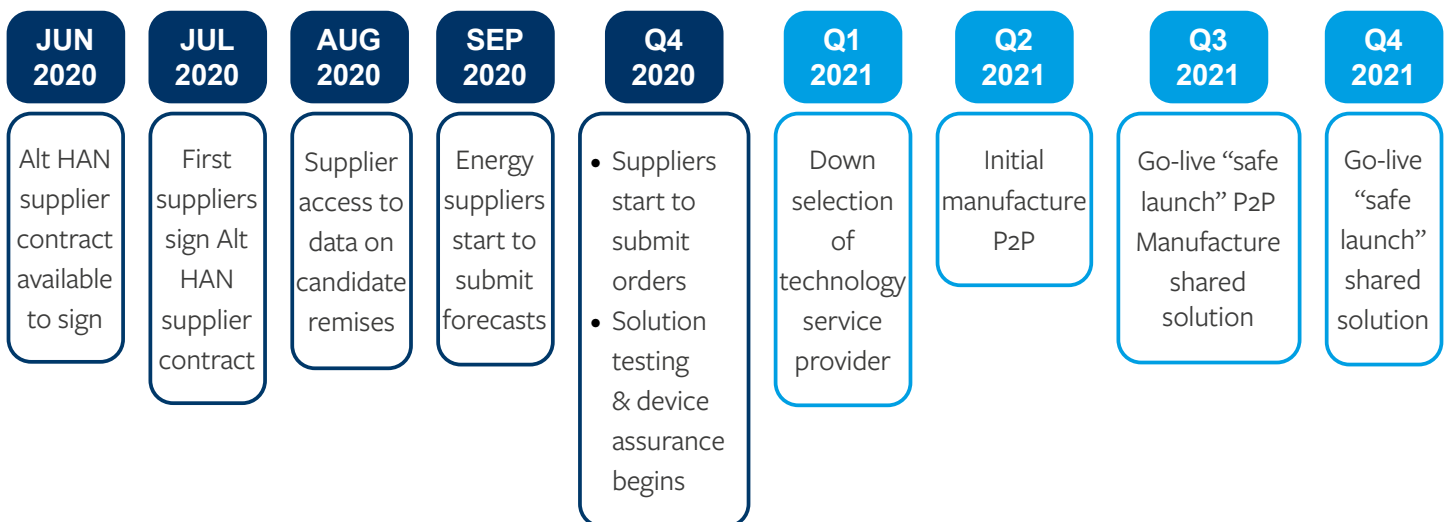 JUN
2020
Alt HAN
supplier
contract
available
to sign
JUL
2020
First
suppliers
sign Alt
HAN
supplier
contract
AUG
2020
Supplier
access to
data on
candidate
remises
SEP
2020
Energy
suppliers
start to
submit
forecasts
Q4
2020
• Suppliers
start to
submit
orders
• Solution
testing
& device
assurance
begins
Q1
2021
Down
selection
of
technology
service
provider
Q2
2021
Initial
manufacture
P2P
Q3
2021
Go-live “safe
launch” P2P
Manufacture
shared
solution
Q4
2021
Go-live
“safe
launch”
shared
solution